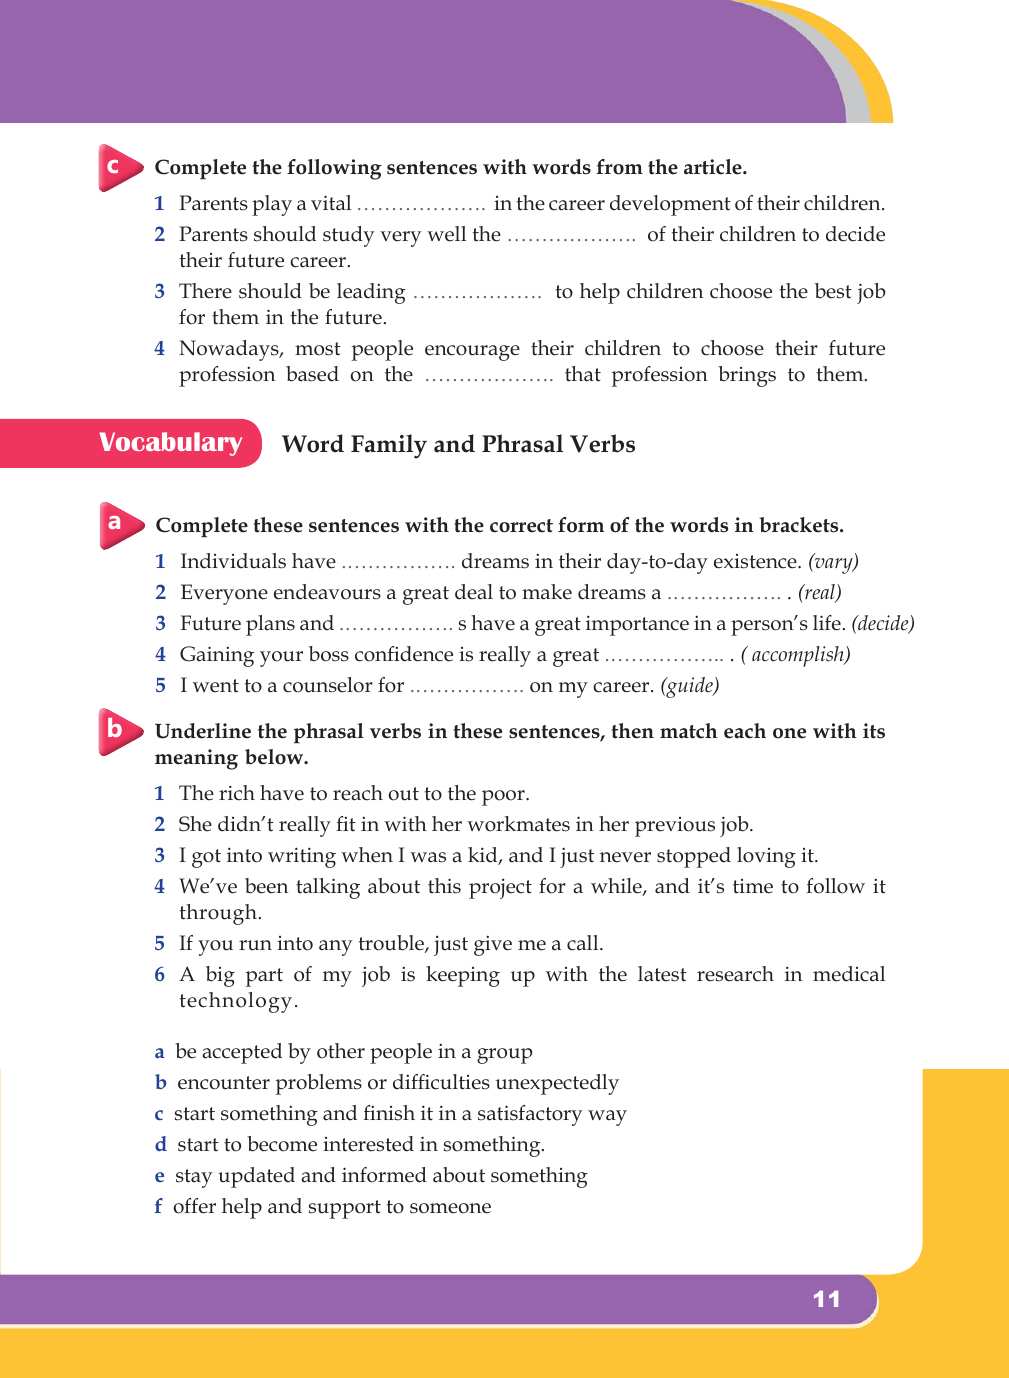 c Complete the following sentences with words from the article.
1 Parents play a vital ................... in the career development of their children.
2 Parents should study very well the ................... of their children to decide
their future career.
3 There should be leading ................... to help children choose the best job
for them in the future.
4 Nowadays, most people encourage their children to choose their future
profession based on the ................... that profession brings to them.
Vocabulary Word Family and Phrasal Verbs
a Complete these sentences with the correct form of the words in brackets.
1 Individuals have ................. dreams in their day-to-day existence. (vary)
2 Everyone endeavours a great deal to make dreams a ................. . (real)
3 Future plans and ................. s have a great importance in a person's life. (decide)
4 Gaining your boss confidence is really a great .................. . ( accomplish)
5 I went to a counselor for ................. on my career. (guide)
b Underline the phrasal verbs in these sentences, then match each one with its
meaning below.
1 The rich have to reach out to the poor.
2 She didn't really fit in with her workmates in her previous job.
3 I got into writing when I was a kid, and I just never stopped loving it.
4 We've been talking about this project for a while, and it's time to follow it
through.
5 If you run into any trouble, just give me a call.
6 A big part of my job is keeping up with the latest research in medical
technology.
a be accepted by other people in a group
b encounter problems or difficulties unexpectedly
c start something and finish it in a satisfactory way
d start to become interested in something.
e stay updated and informed about something
f offer help and support to someone
11